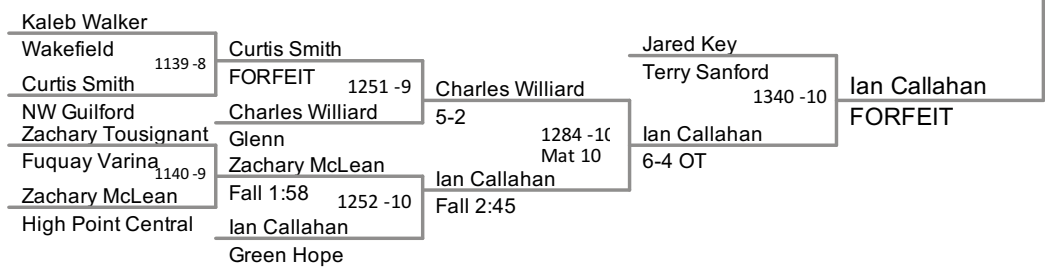 Kaleb Walker
Wakefield
1139 -8
Curtis Smith
NW Guilford
Zachary Tousignant
Fuquay Varina
1140 -9
Zachary McLean
High Point Central
Curtis Smith
FORFEIT
1251 -9
Charles Williard
Glenn
Zachary McLean
Fall 1:58
1252 -10
Ian Callahan
Green Hope
Charles Williard
5-2
1284 -10
Mat 10
Ian Callahan
Fall 2:45
Jared Key
Terry Sanford
1340 -10
Ian Callahan
6-4 OT
Ian Callahan
FORFEIT